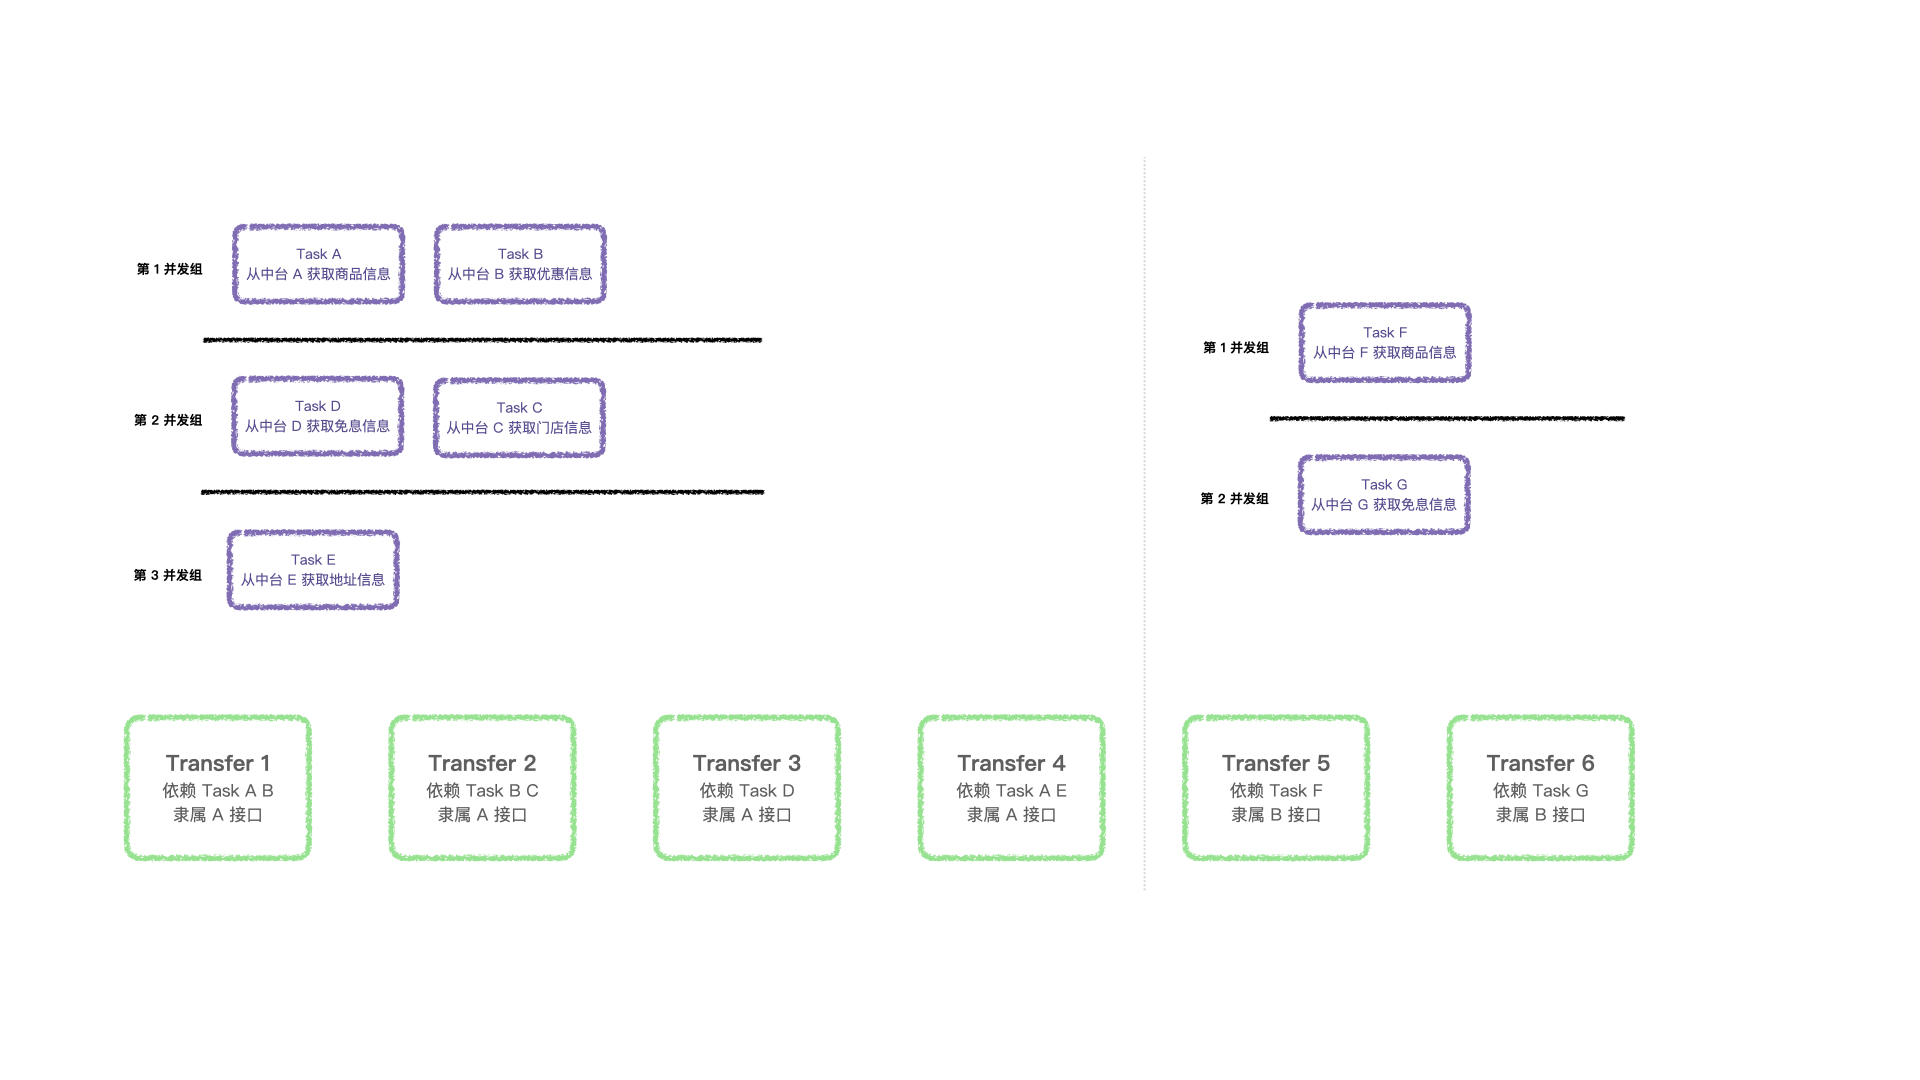 第 1 并发组
Task A
从中台 A 获取商品信息
Task B
从中台 B 获取优惠信息
第 2 并发组
Task D
从中台 D 获取免息信息
Task C
从中台 C 获取门店信息
第 3 并发组
Task E
从中台 E 获取地址信息
第 1 并发组
Task F
从中台 F 获取商品信息
第 2 并发组
Task G
从中台 G 获取免息信息
Transfer 1
依赖 Task A B
隶属 A 接口
Transfer 2
依赖 Task B C
隶属 A 接口
Transfer 3
依赖 Task D
隶属 A 接口
Transfer 4
依赖 Task A E
隶属 A 接口
Transfer 5
依赖 Task F
隶属 B 接口
Transfer 6
依赖 Task G
隶属 B 接口